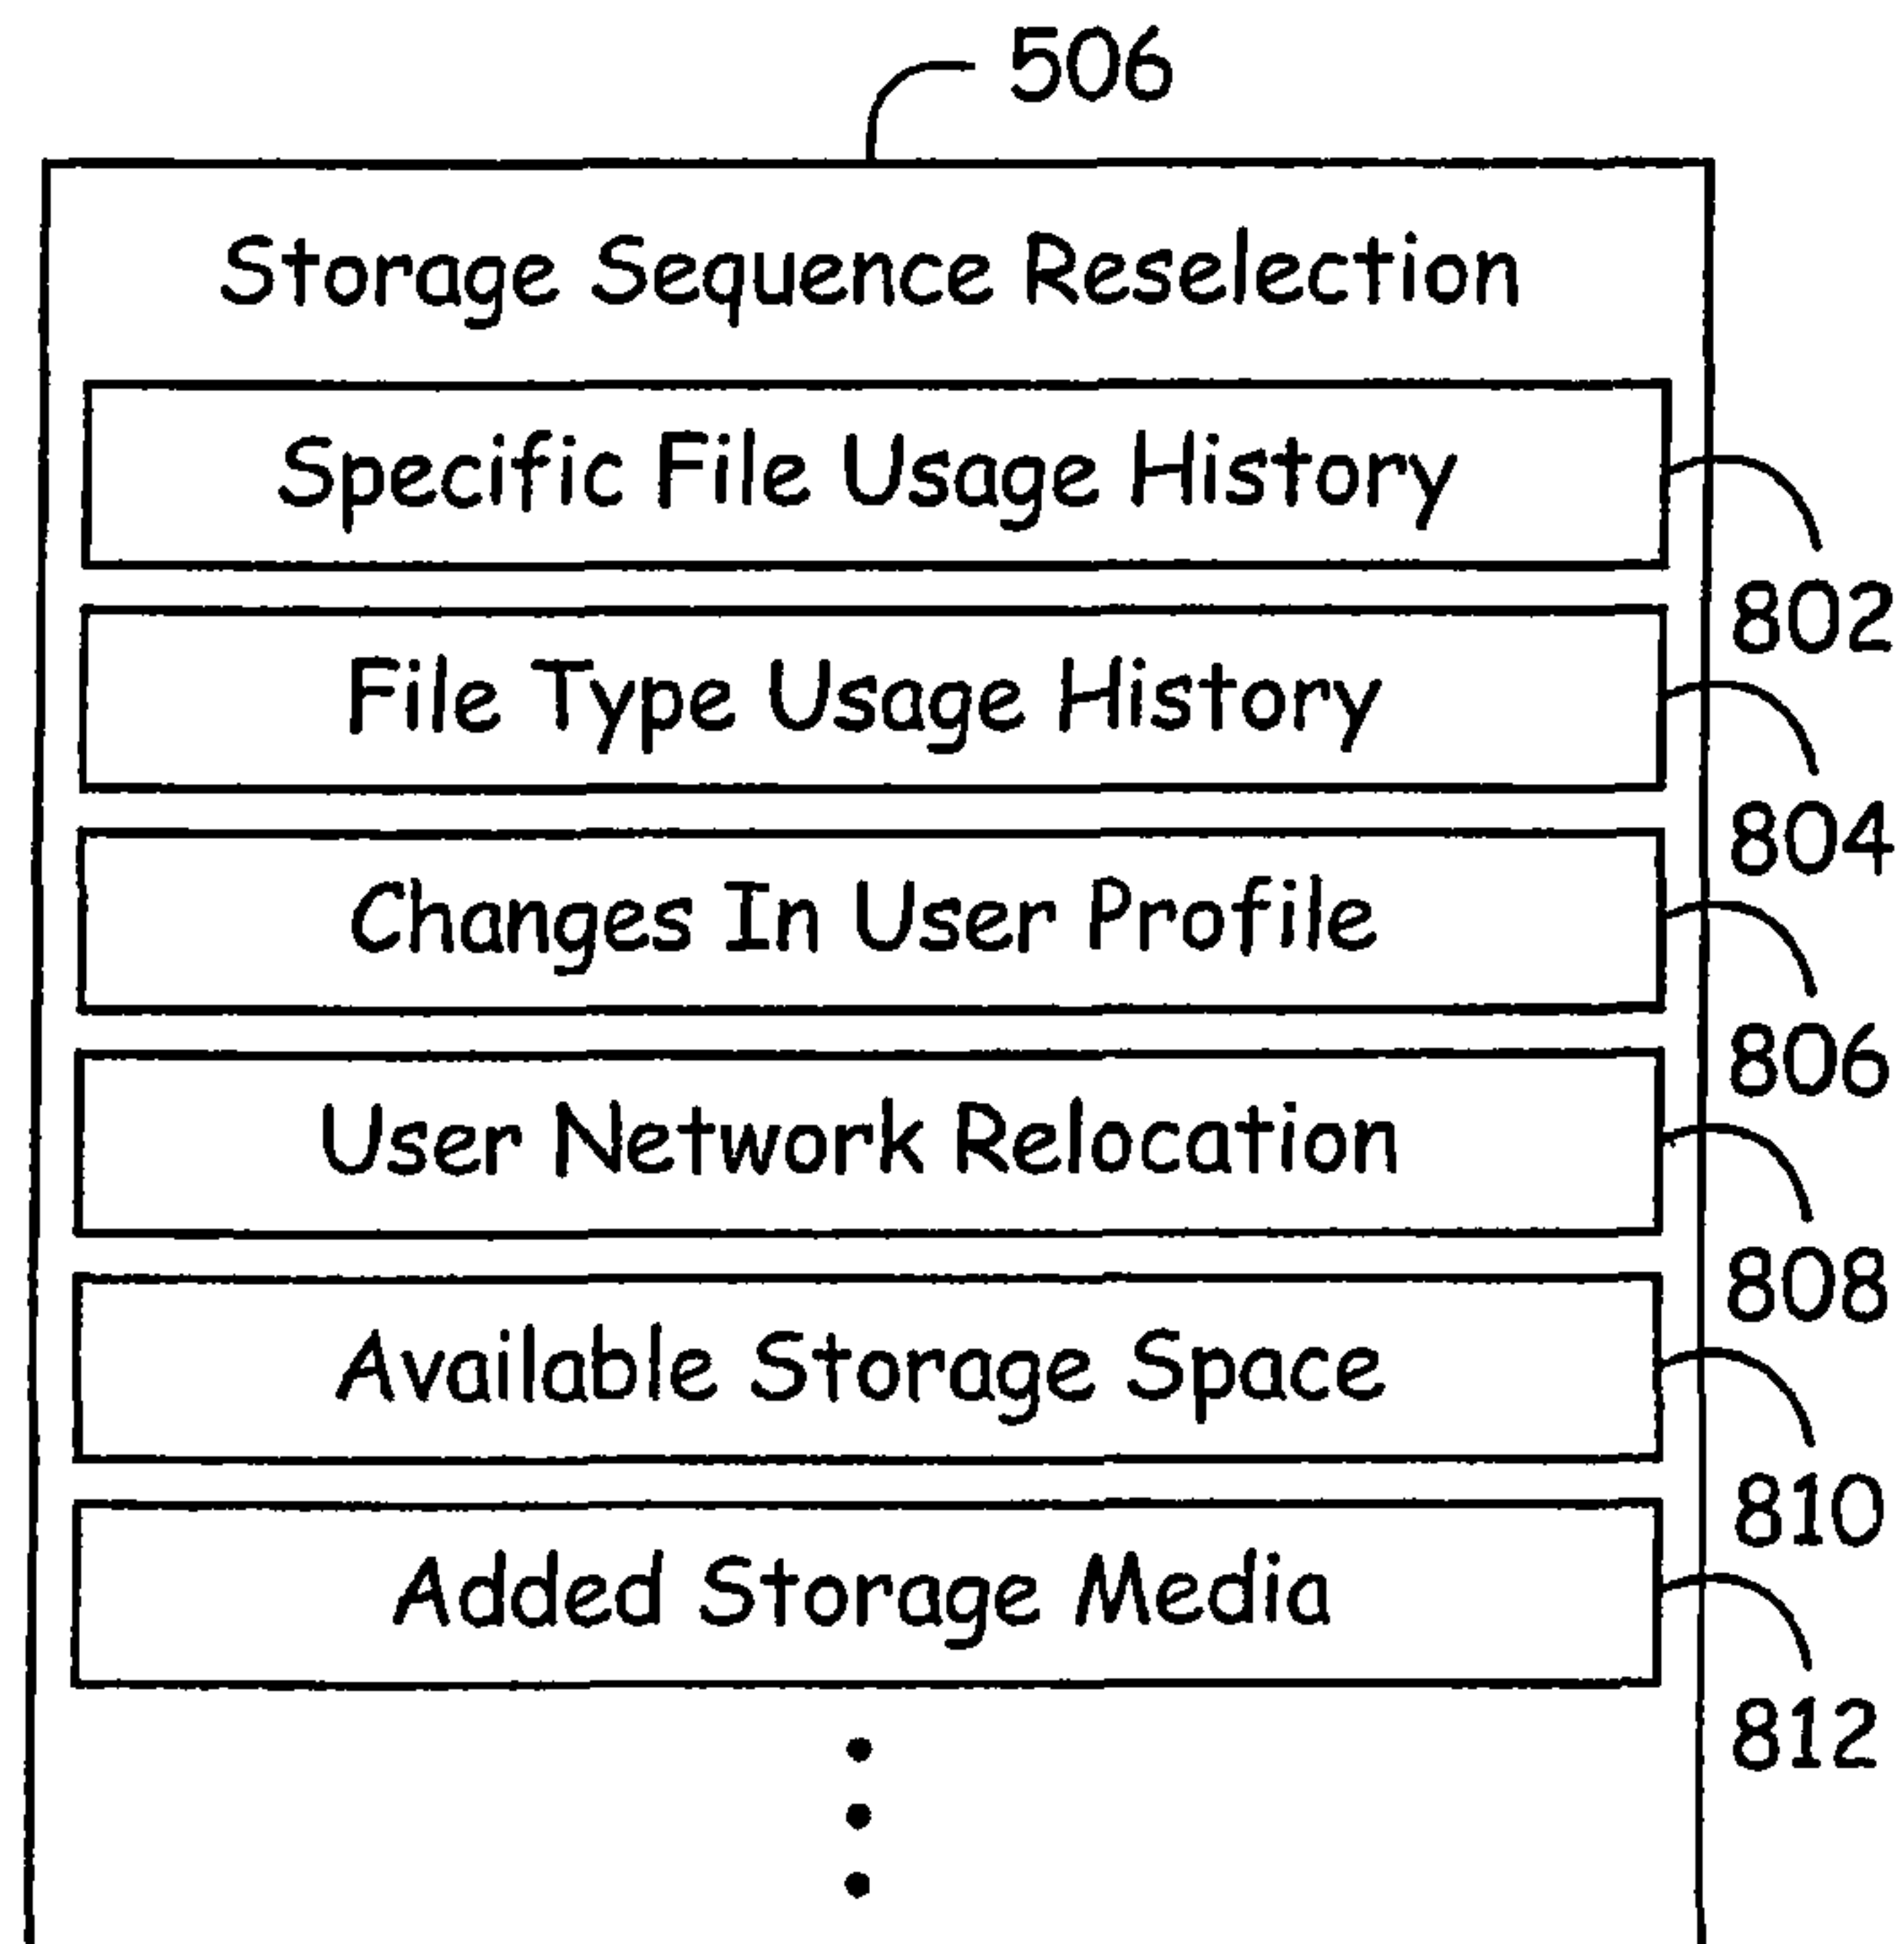 506
Storage Sequence Reselection
Specific File Usage History
802
File Type Usage History
804
Changes In User Profile
806
User Network Relocation
808
Available Storage Space
810
Added Storage Media
812